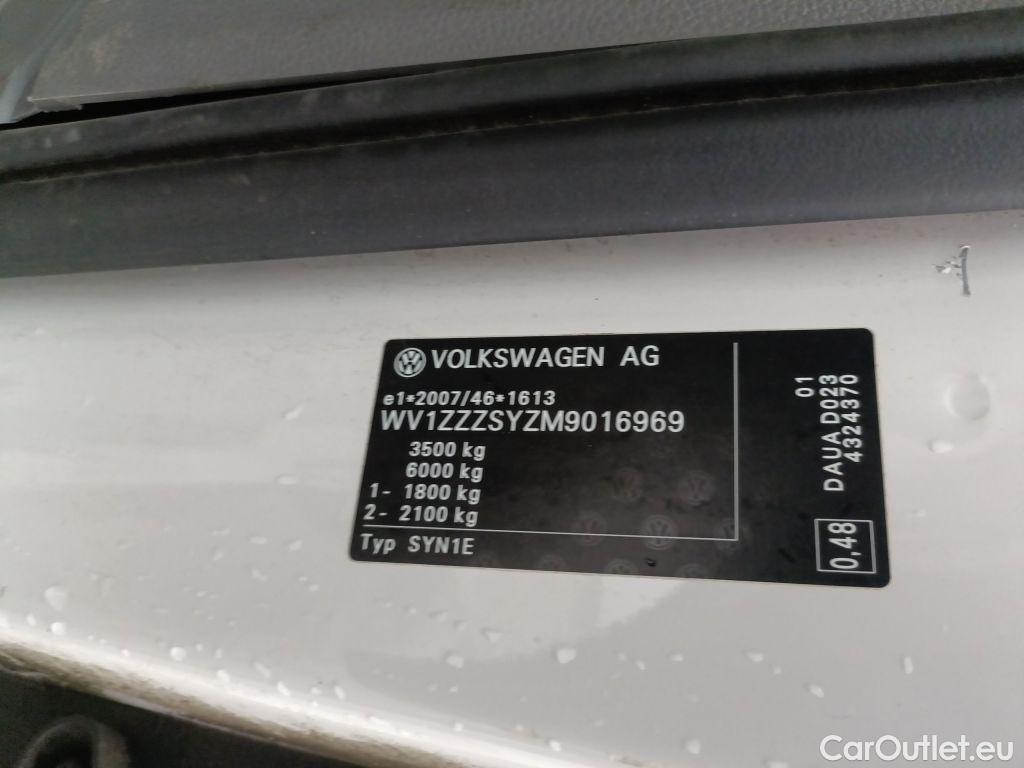 VOLKSWAGEN AG
e1*2007/46*1613
WV1ZZZSYZM9016969
3500 kg
6000 kg
1- 1800 kg
2- 2100 kg
Typ SYN1E
01
DAUA D023
4324370
0,48
CarOutlet.eu